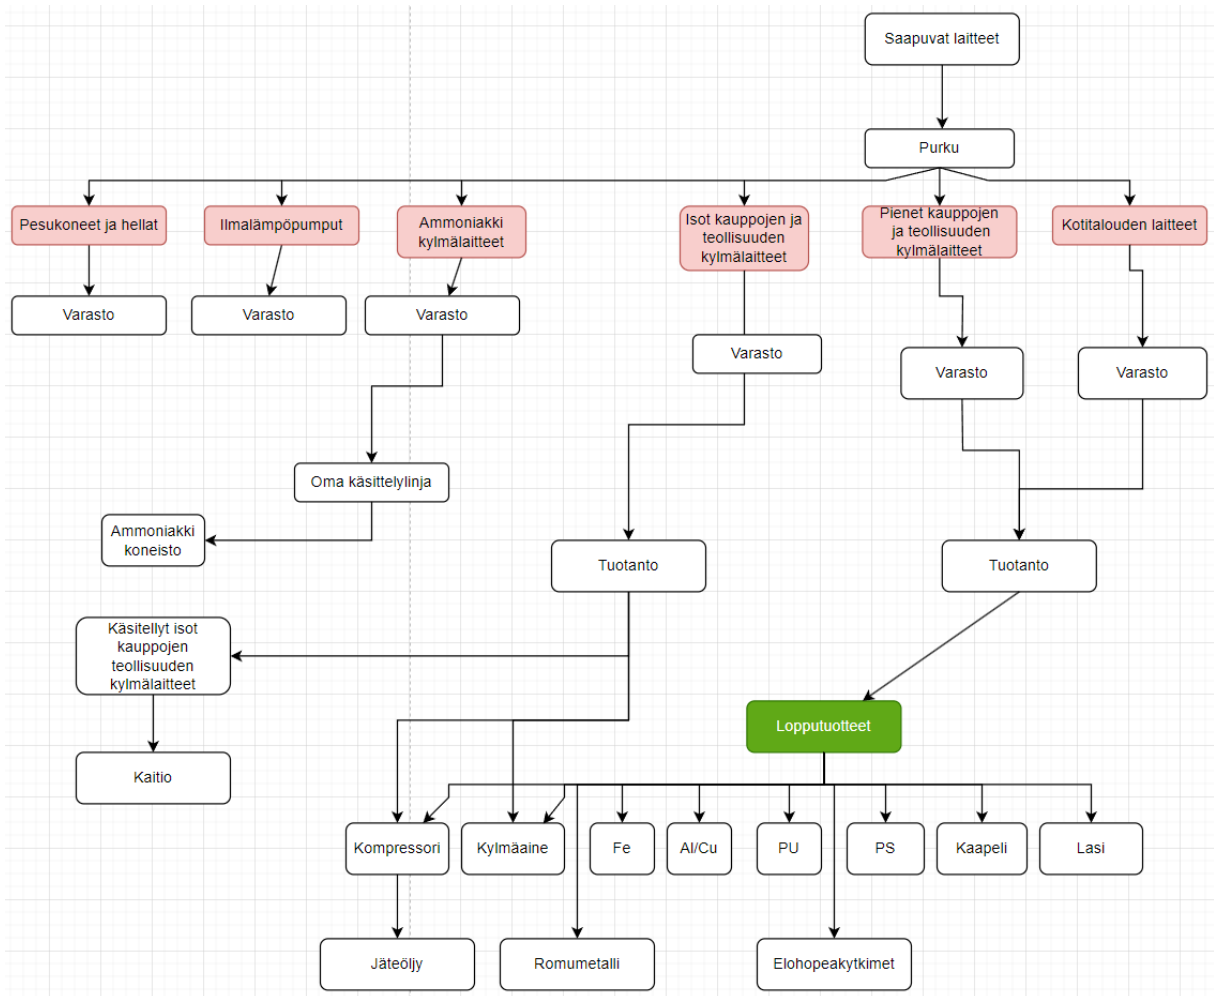 Saapuvat laitteet
Purku
Pesukoneet ja hellat
Ilmalämpöpumput
Ammoniakki
kylmälaitteet
Isot kauppojen ja
teollisuuden
kylmälaitteet
Pienet kauppojen
ja teollisuuden
kylmälaitteet
Kotitalouden laitteet
Varasto
Varasto
Varasto
Varasto
Varasto
Varasto
Oma käsittelylinja
Ammoniakki
koneisto
Tuotanto
Tuotanto
Käsitellyt isot
kauppojen
teollisuuden
kylmälaitteet
Lopputuotteet
Kaitio
Kompressori
Kylmäaine
Fe
Al/Cu
PU
PS
Kaapeli
Lasi
Jäteöljy
Romumetalli
Elohopeakytkimet